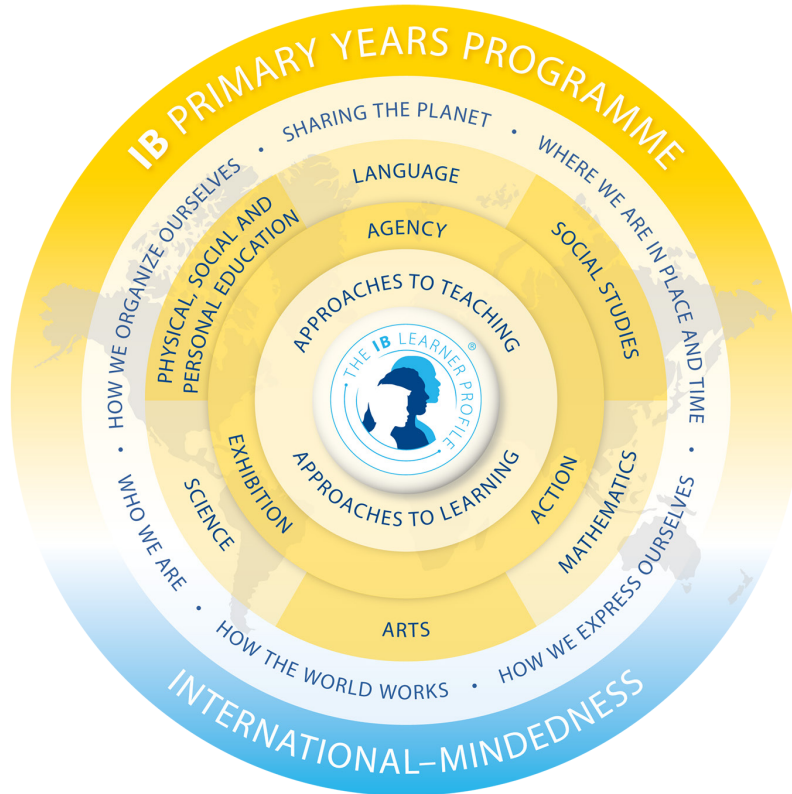 IB PRIMARY YEARS PROGRAMME
SHARING THE PLANET
•
WHERE WE ARE IN PLACE AND TIME
•
HOW WE EXPRESS OURSELVES
•
HOW THE WORLD WORKS
•
WHO WE ARE
•
HOW WE ORGANIZE OURSELVES
•
LANGUAGE
SOCIAL STUDIES
MATHEMATICS
ARTS
SCIENCE
PHYSICAL, SOCIAL AND
PERSONAL EDUCATION
AGENCY
ACTION
EXHIBITION
APPROACHES TO TEACHING
APPROACHES TO LEARNING
THE IB LEARNER PROFILE ®
INTERNATIONAL–MINDEDNESS